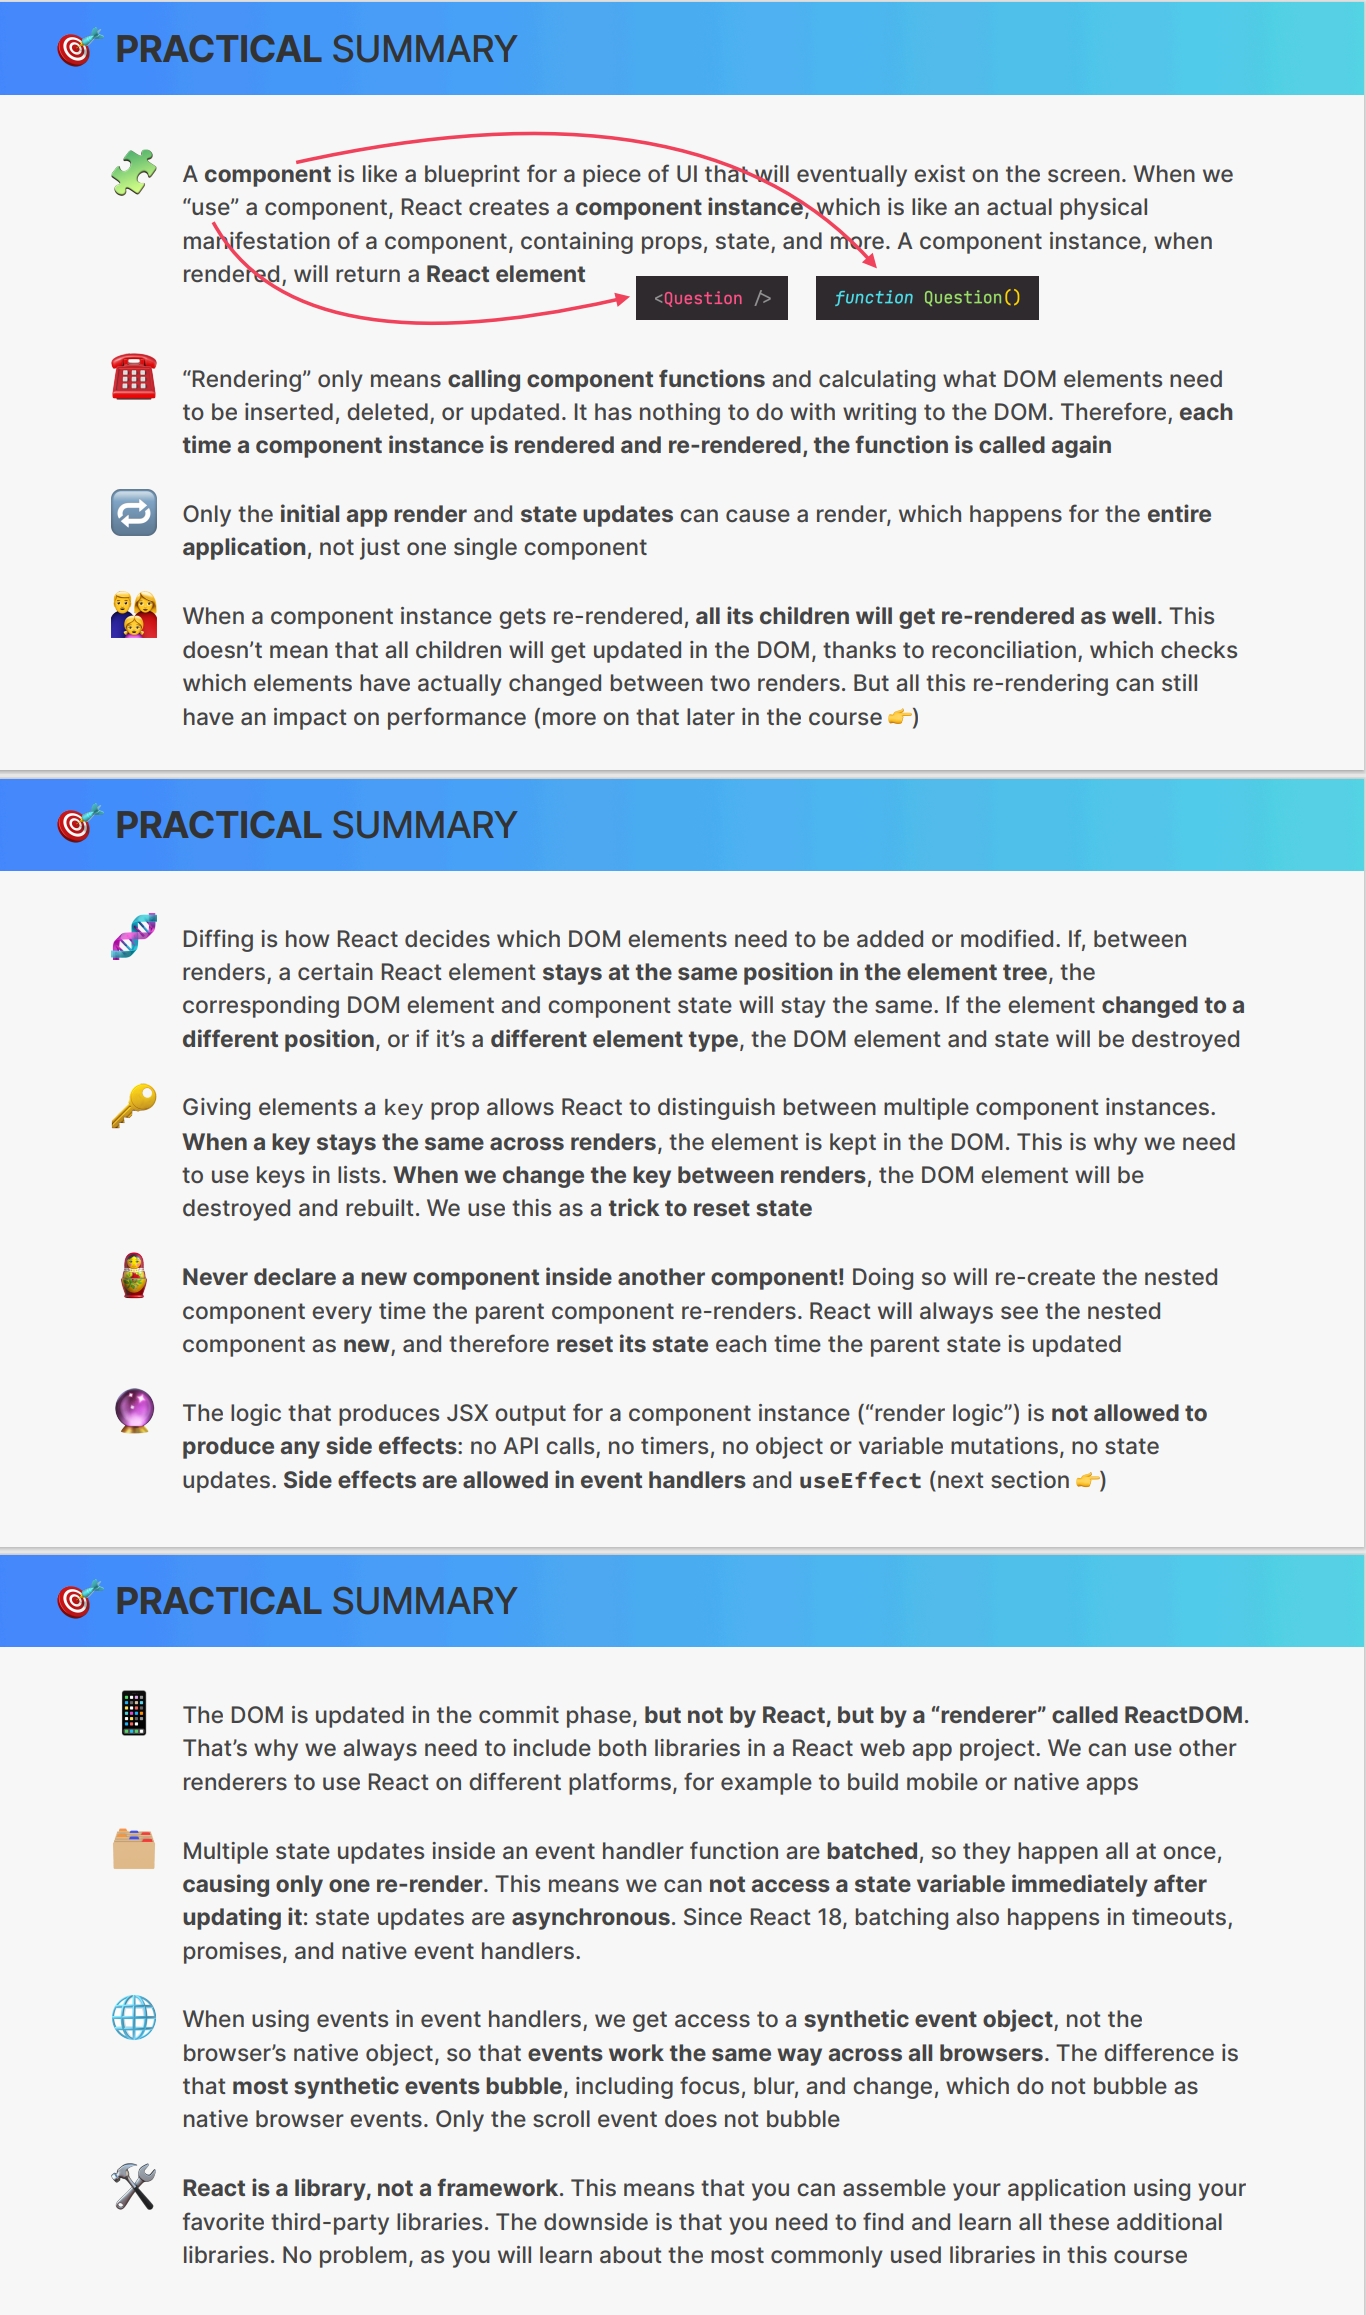 PRACTICAL SUMMARY
A component is like a blueprint for a piece of UI that will eventually exist on the screen. When we
“use” a component, React creates a component instance, which is like an actual physical
manifestation of a component, containing props, state, and more. A component instance, when
rendered, will return a React element
<Question />
function Question()
“Rendering” only means calling component functions and calculating what DOM elements need
to be inserted, deleted, or updated. It has nothing to do with writing to the DOM. Therefore, each
time a component instance is rendered and re-rendered, the function is called again
Only the initial app render and state updates can cause a render, which happens for the entire
application, not just one single component
When a component instance gets re-rendered, all its children will get re-rendered as well. This
doesn’t mean that all children will get updated in the DOM, thanks to reconciliation, which checks
which elements have actually changed between two renders. But all this re-rendering can still
have an impact on performance (more on that later in the course 👉)
PRACTICAL SUMMARY
Diffing is how React decides which DOM elements need to be added or modified. If, between
renders, a certain React element stays at the same position in the element tree, the
corresponding DOM element and component state will stay the same. If the element changed to a
different position, or if it’s a different element type, the DOM element and state will be destroyed
Giving elements a key prop allows React to distinguish between multiple component instances.
When a key stays the same across renders, the element is kept in the DOM. This is why we need
to use keys in lists. When we change the key between renders, the DOM element will be
destroyed and rebuilt. We use this as a trick to reset state
Never declare a new component inside another component! Doing so will re-create the nested
component every time the parent component re-renders. React will always see the nested
component as new, and therefore reset its state each time the parent state is updated
The logic that produces JSX output for a component instance (“render logic”) is not allowed to
produce any side effects: no API calls, no timers, no object or variable mutations, no state
updates. Side effects are allowed in event handlers and useEffect (next section 👉)
PRACTICAL SUMMARY
The DOM is updated in the commit phase, but not by React, but by a “renderer” called ReactDOM.
That’s why we always need to include both libraries in a React web app project. We can use other
renderers to use React on different platforms, for example to build mobile or native apps
Multiple state updates inside an event handler function are batched, so they happen all at once,
causing only one re-render. This means we can not access a state variable immediately after
updating it: state updates are asynchronous. Since React 18, batching also happens in timeouts,
promises, and native event handlers.
When using events in event handlers, we get access to a synthetic event object, not the
browser’s native object, so that events work the same way across all browsers. The difference is
that most synthetic events bubble, including focus, blur, and change, which do not bubble as
native browser events. Only the scroll event does not bubble
React is a library, not a framework. This means that you can assemble your application using your
favorite third-party libraries. The downside is that you need to find and learn all these additional
libraries. No problem, as you will learn about the most commonly used libraries in this course